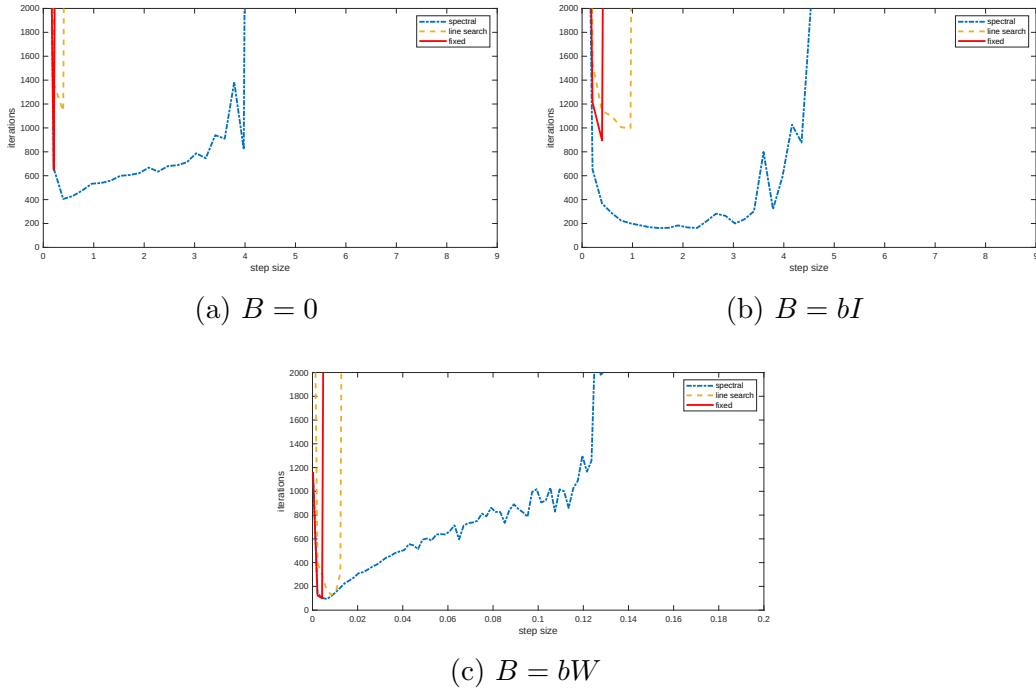 2000
1800
1600
1400
1200
1000
800
600
400
200
0
iterations
0 1 2 3 4 5 6 7 8 9
step size
spectral
line search
fixed
(a) B = 0
2000
1800
1600
1400
1200
1000
800
600
400
200
0
iterations
0 1 2 3 4 5 6 7 8 9
step size
spectral
line search
fixed
(b) B = bI
2000
1800
1600
1400
1200
1000
800
600
400
200
0
iterations
0 0.02 0.04 0.06 0.08 0.1 0.12 0.14 0.16 0.18 0.2
step size
spectral
line search
fixed
(c) B = bW